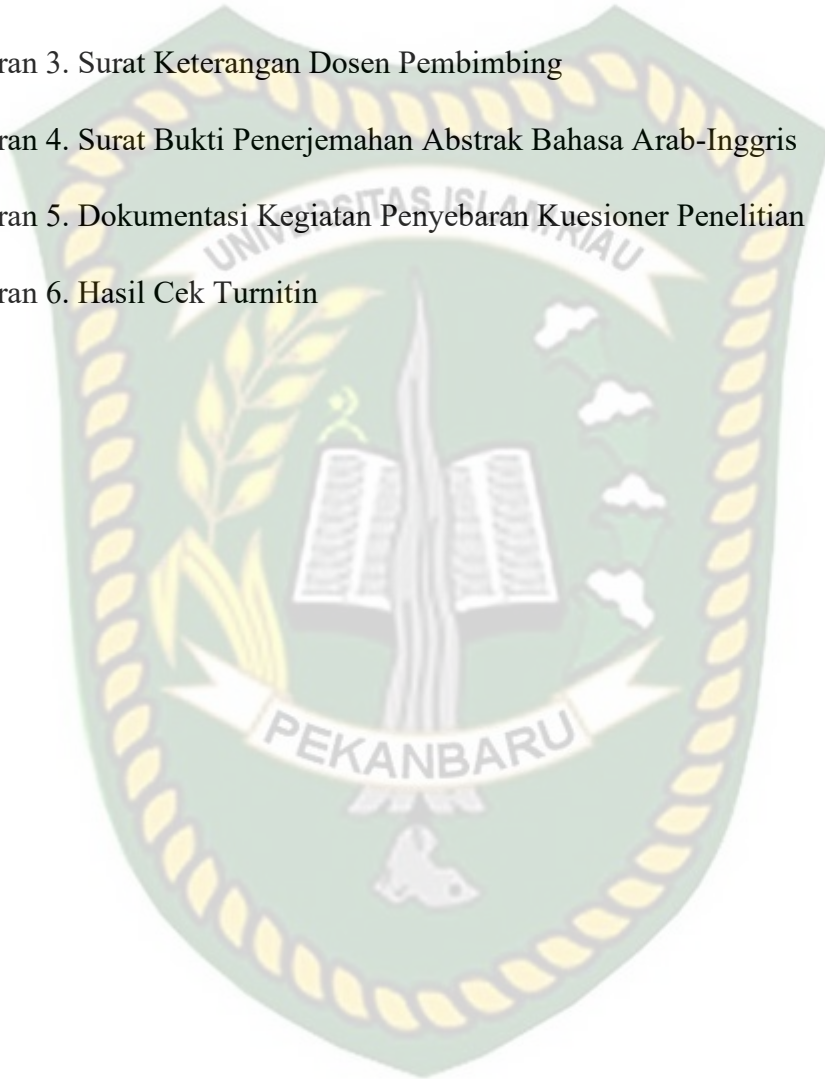 ran 3. Surat Keterangan Dosen Pembimbing
ran 4. Surat Bukti Penerjemahan Abstrak Bahasa Arab-Inggris
ran 5. Dokumentasi Kegiatan Penyebaran Kuesioner Penelitian
UNIVERSITAS ISLAM RIAU
ran 6. Hasil Cek Turnitin
PEKANBARU